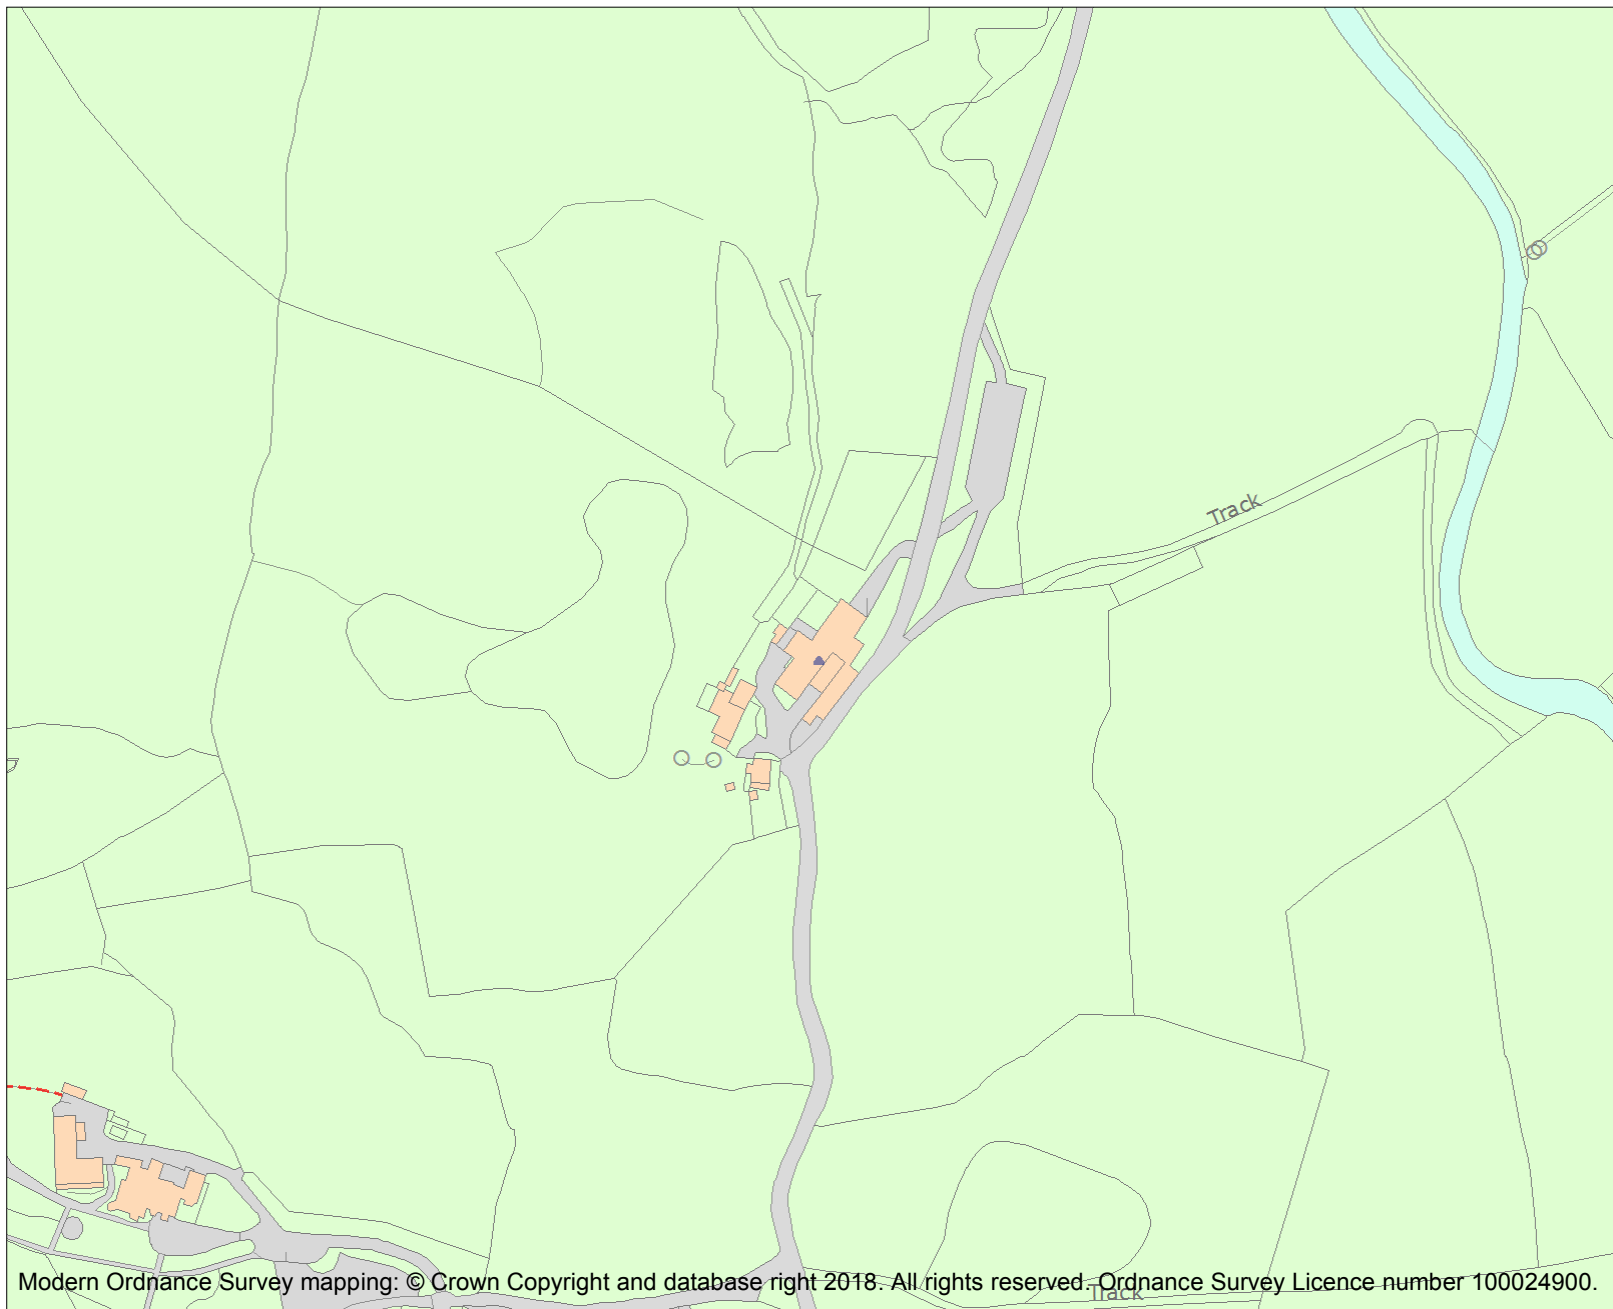 Track
Modern Ordnance Survey mapping: © Crown Copyright and database right 2018. All rights reserved. Ordnance Survey Licence number 100024900.
Track